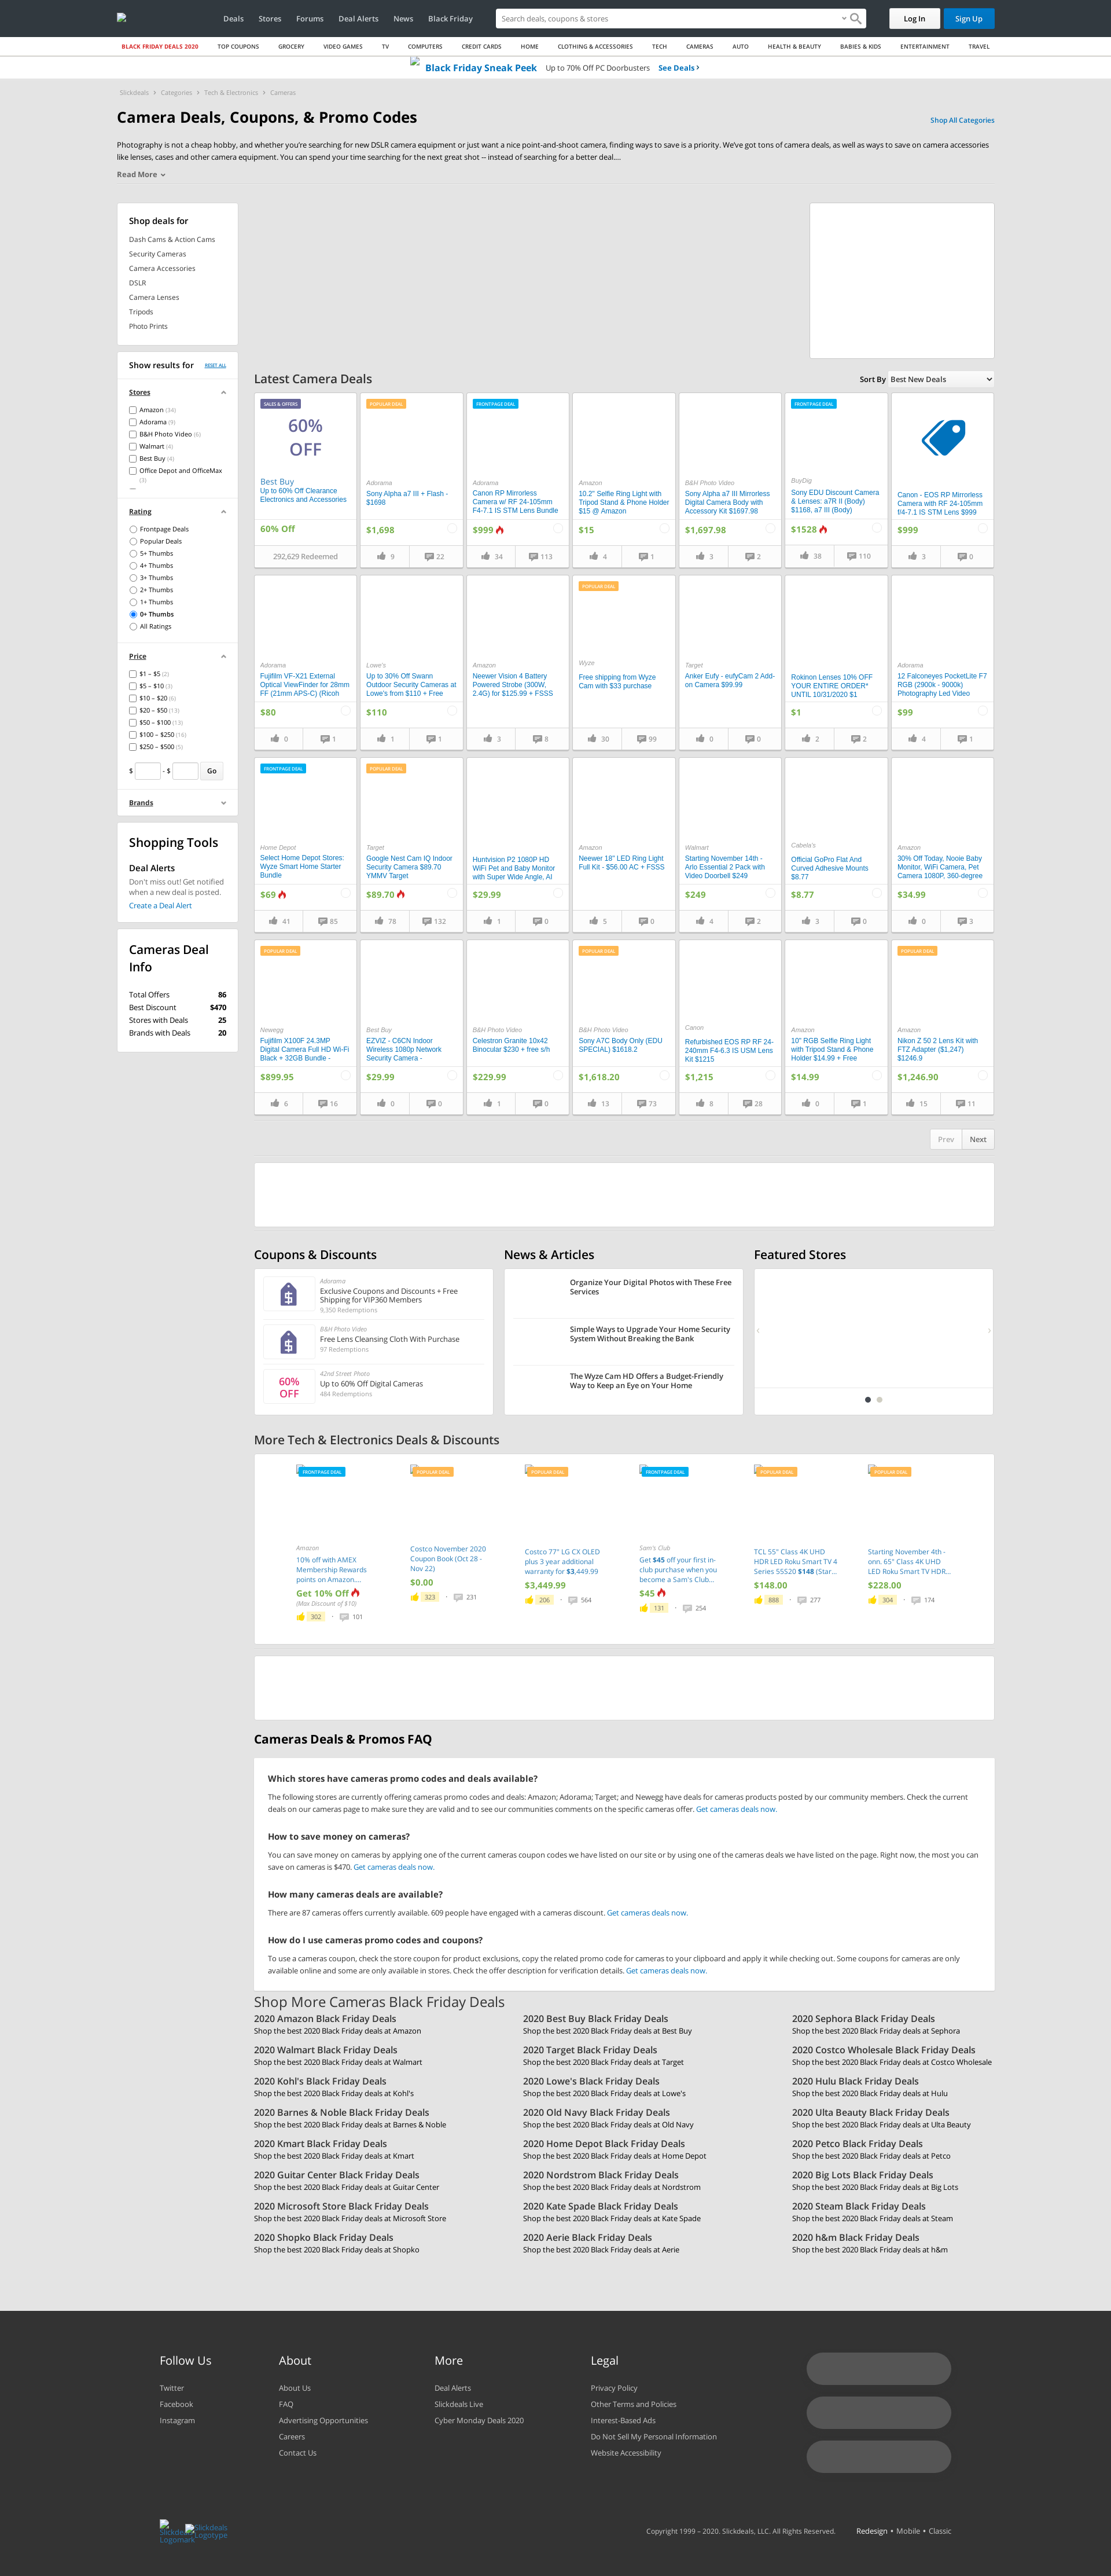 Deals Stores Forums Deal Alerts News Black Friday
Search deals, coupons & stores
Log In
Sign Up
BLACK FRIDAY DEALS 2020 TOP COUPONS GROCERY VIDEO GAMES TV COMPUTERS CREDIT CARDS HOME CLOTHING & ACCESSORIES TECH CAMERAS AUTO HEALTH & BEAUTY BABIES & KIDS ENTERTAINMENT TRAVEL
Black Friday Sneak Peek Up to 70% Off PC Doorbusters See Deals ›
Slickdeals › Categories › Tech & Electronics › Cameras
Camera Deals, Coupons, & Promo Codes
Shop All Categories
Photography is not a cheap hobby, and whether you're searching for new DSLR camera equipment or just want a nice point-and-shoot camera, finding ways to save is a priority. We've got tons of camera deals, as well as ways to save on camera accessories
like lenses, cases and other camera equipment. You can spend your time searching for the next great shot -- instead of searching for a better deal....
Read More
Shop deals for
Dash Cams & Action Cams
Security Cameras
Camera Accessories
DSLR
Camera Lenses
Tripods
Photo Prints
Show results for RESET ALL
Stores
Amazon (34)
Adorama (9)
B&H Photo Video (6)
Walmart (4)
Best Buy (4)
Office Depot and OfficeMax
(3)
Rating
Frontpage Deals
Popular Deals
5+ Thumbs
4+ Thumbs
3+ Thumbs
2+ Thumbs
1+ Thumbs
0+ Thumbs
All Ratings
Price
$1 – $5 (2)
$5 – $10 (3)
$10 – $20 (6)
$20 – $50 (13)
$50 – $100 (13)
$100 – $250 (16)
$250 – $500 (5)
$ - $ Go
Brands
Shopping Tools
Deal Alerts
Don't miss out! Get notified
when a new deal is posted.
Create a Deal Alert
Cameras Deal
Info
Total Offers 86
Best Discount $470
Stores with Deals 25
Brands with Deals 20
Latest Camera Deals
Sort By Best New Deals
SALES & OFFERS
60%
OFF
Best Buy
Up to 60% Off Clearance
Electronics and Accessories
60% Off
292,629 Redeemed
POPULAR DEAL
Adorama
Sony Alpha a7 III + Flash -
$1698
$1,698
9 22
FRONTPAGE DEAL
Adorama
Canon RP Mirrorless
Camera w/ RF 24-105mm
F4-7.1 IS STM Lens Bundle
$999
34 113
Amazon
10.2" Selfie Ring Light with
Tripod Stand & Phone Holder
$15 @ Amazon
$15
4 1
B&H Photo Video
Sony Alpha a7 III Mirrorless
Digital Camera Body with
Accessory Kit $1697.98
$1,697.98
3 2
FRONTPAGE DEAL
BuyDig
Sony EDU Discount Camera
& Lenses: a7R II (Body)
$1168, a7 III (Body)
$1528
38 110
Canon - EOS RP Mirrorless
Camera with RF 24-105mm
f/4-7.1 IS STM Lens $999
$999
3 0
Adorama
Fujifilm VF-X21 External
Optical ViewFinder for 28mm
FF (21mm APS-C) (Ricoh
$80
0 1
Lowe's
Up to 30% Off Swann
Outdoor Security Cameras at
Lowe's from $110 + Free
$110
1 1
Amazon
Neewer Vision 4 Battery
Powered Strobe (300W,
2.4G) for $125.99 + FSSS
3 8
POPULAR DEAL
Wyze
Free shipping from Wyze
Cam with $33 purchase
30 99
Target
Anker Eufy - eufyCam 2 Add-
on Camera $99.99
0 0
Rokinon Lenses 10% OFF
YOUR ENTIRE ORDER*
UNTIL 10/31/2020 $1
$1
2 2
Adorama
12 Falconeyes PocketLite F7
RGB (2900k - 9000k)
Photography Led Video
$99
4 1
FRONTPAGE DEAL
Home Depot
Select Home Depot Stores:
Wyze Smart Home Starter
Bundle
$69
41 85
POPULAR DEAL
Target
Google Nest Cam IQ Indoor
Security Camera $89.70
YMMV Target
$89.70
78 132
Huntvision P2 1080P HD
WiFi Pet and Baby Monitor
with Super Wide Angle, AI
$29.99
1 0
Amazon
Neewer 18" LED Ring Light
Full Kit - $56.00 AC + FSSS
5 0
Walmart
Starting November 14th -
Arlo Essential 2 Pack with
Video Doorbell $249
$249
4 2
Cabela's
Official GoPro Flat And
Curved Adhesive Mounts
$8.77
$8.77
3 0
Amazon
30% Off Today, Nooie Baby
Monitor, WiFi Camera, Pet
Camera 1080P, 360-degree
$34.99
0 3
POPULAR DEAL
Newegg
Fujifilm X100F 24.3MP
Digital Camera Full HD Wi-Fi
Black + 32GB Bundle -
$899.95
6 16
Best Buy
EZVIZ - C6CN Indoor
Wireless 1080p Network
Security Camera -
$29.99
0 0
B&H Photo Video
Celestron Granite 10x42
Binocular $230 + free s/h
$229.99
1 0
POPULAR DEAL
B&H Photo Video
Sony A7C Body Only (EDU
SPECIAL) $1618.2
$1,618.20
13 73
Canon
Refurbished EOS RP RF 24-
240mm F4-6.3 IS USM Lens
Kit $1215
$1,215
8 28
Amazon
10" RGB Selfie Ring Light
with Tripod Stand & Phone
Holder $14.99 + Free
$14.99
0 1
POPULAR DEAL
Amazon
Nikon Z 50 2 Lens Kit with
FTZ Adapter ($1,247)
$1246.9
$1,246.90
15 11
Prev Next
Coupons & Discounts
Adorama
Exclusive Coupons and Discounts + Free
Shipping for VIP360 Members
9,350 Redemptions
B&H Photo Video
Free Lens Cleansing Cloth With Purchase
97 Redemptions
60%
OFF
42nd Street Photo
Up to 60% Off Digital Cameras
484 Redemptions
News & Articles
Organize Your Digital Photos with These Free
Services
Simple Ways to Upgrade Your Home Security
System Without Breaking the Bank
The Wyze Cam HD Offers a Budget-Friendly
Way to Keep an Eye on Your Home
Featured Stores
‹ ›
More Tech & Electronics Deals & Discounts
FRONTPAGE DEAL
Amazon
10% off with AMEX
Membership Rewards
points on Amazon....
Get 10% Off
(Max Discount of $10)
302 · 101
POPULAR DEAL
Costco November 2020
Coupon Book (Oct 28 -
Nov 22)
$0.00
323 · 231
POPULAR DEAL
Costco 77" LG CX OLED
plus 3 year additional
warranty for $3,449.99
$3,449.99
206 · 564
FRONTPAGE DEAL
Sam's Club
Get $45 off your first in-
club purchase when you
become a Sam's Club...
$45
131 · 254
POPULAR DEAL
TCL 55" Class 4K UHD
HDR LED Roku Smart TV 4
Series 55S20 $148 (Star...
$148.00
888 · 277
POPULAR DEAL
Starting November 4th -
onn. 65" Class 4K UHD
LED Roku Smart TV HDR...
$228.00
304 · 174
Cameras Deals & Promos FAQ
Which stores have cameras promo codes and deals available?
The following stores are currently offering cameras promo codes and deals: Amazon; Adorama; Target; and Newegg have deals for cameras products posted by our community members. Check the current
deals on our cameras page to make sure they are valid and to see our communities comments on the specific cameras offer. Get cameras deals now.
How to save money on cameras?
You can save money on cameras by applying one of the current cameras coupon codes we have listed on our site or by using one of the cameras deals we have listed on the page. Right now, the most you can
save on cameras is $470. Get cameras deals now.
How many cameras deals are available?
There are 87 cameras offers currently available. 609 people have engaged with a cameras discount. Get cameras deals now.
How do I use cameras promo codes and coupons?
To use a cameras coupon, check the store coupon for product exclusions, copy the related promo code for cameras to your clipboard and apply it while checking out. Some coupons for cameras are only
available online and some are only available in stores. Check the offer description for verification details. Get cameras deals now.
Shop More Cameras Black Friday Deals
2020 Amazon Black Friday Deals
Shop the best 2020 Black Friday deals at Amazon
2020 Best Buy Black Friday Deals
Shop the best 2020 Black Friday deals at Best Buy
2020 Sephora Black Friday Deals
Shop the best 2020 Black Friday deals at Sephora
2020 Walmart Black Friday Deals
Shop the best 2020 Black Friday deals at Walmart
2020 Target Black Friday Deals
Shop the best 2020 Black Friday deals at Target
2020 Costco Wholesale Black Friday Deals
Shop the best 2020 Black Friday deals at Costco Wholesale
2020 Kohl's Black Friday Deals
Shop the best 2020 Black Friday deals at Kohl's
2020 Lowe's Black Friday Deals
Shop the best 2020 Black Friday deals at Lowe's
2020 Hulu Black Friday Deals
Shop the best 2020 Black Friday deals at Hulu
2020 Barnes & Noble Black Friday Deals
Shop the best 2020 Black Friday deals at Barnes & Noble
2020 Old Navy Black Friday Deals
Shop the best 2020 Black Friday deals at Old Navy
2020 Ulta Beauty Black Friday Deals
Shop the best 2020 Black Friday deals at Ulta Beauty
2020 Kmart Black Friday Deals
Shop the best 2020 Black Friday deals at Kmart
2020 Home Depot Black Friday Deals
Shop the best 2020 Black Friday deals at Home Depot
2020 Petco Black Friday Deals
Shop the best 2020 Black Friday deals at Petco
2020 Guitar Center Black Friday Deals
Shop the best 2020 Black Friday deals at Guitar Center
2020 Nordstrom Black Friday Deals
Shop the best 2020 Black Friday deals at Nordstrom
2020 Big Lots Black Friday Deals
Shop the best 2020 Black Friday deals at Big Lots
2020 Microsoft Store Black Friday Deals
Shop the best 2020 Black Friday deals at Microsoft Store
2020 Kate Spade Black Friday Deals
Shop the best 2020 Black Friday deals at Kate Spade
2020 Steam Black Friday Deals
Shop the best 2020 Black Friday deals at Steam
2020 Shopko Black Friday Deals
Shop the best 2020 Black Friday deals at Shopko
2020 Aerie Black Friday Deals
Shop the best 2020 Black Friday deals at Aerie
2020 h&m Black Friday Deals
Shop the best 2020 Black Friday deals at h&m
Follow Us
Twitter
Facebook
Instagram
About
About Us
FAQ
Advertising Opportunities
Careers
Contact Us
More
Deal Alerts
Slickdeals Live
Cyber Monday Deals 2020
Legal
Privacy Policy
Other Terms and Policies
Interest-Based Ads
Do Not Sell My Personal Information
Website Accessibility
Slickdeals
Logomark
Slickdeals
Logotype
Copyright 1999 – 2020. Slickdeals, LLC. All Rights Reserved.
Redesign • Mobile • Classic